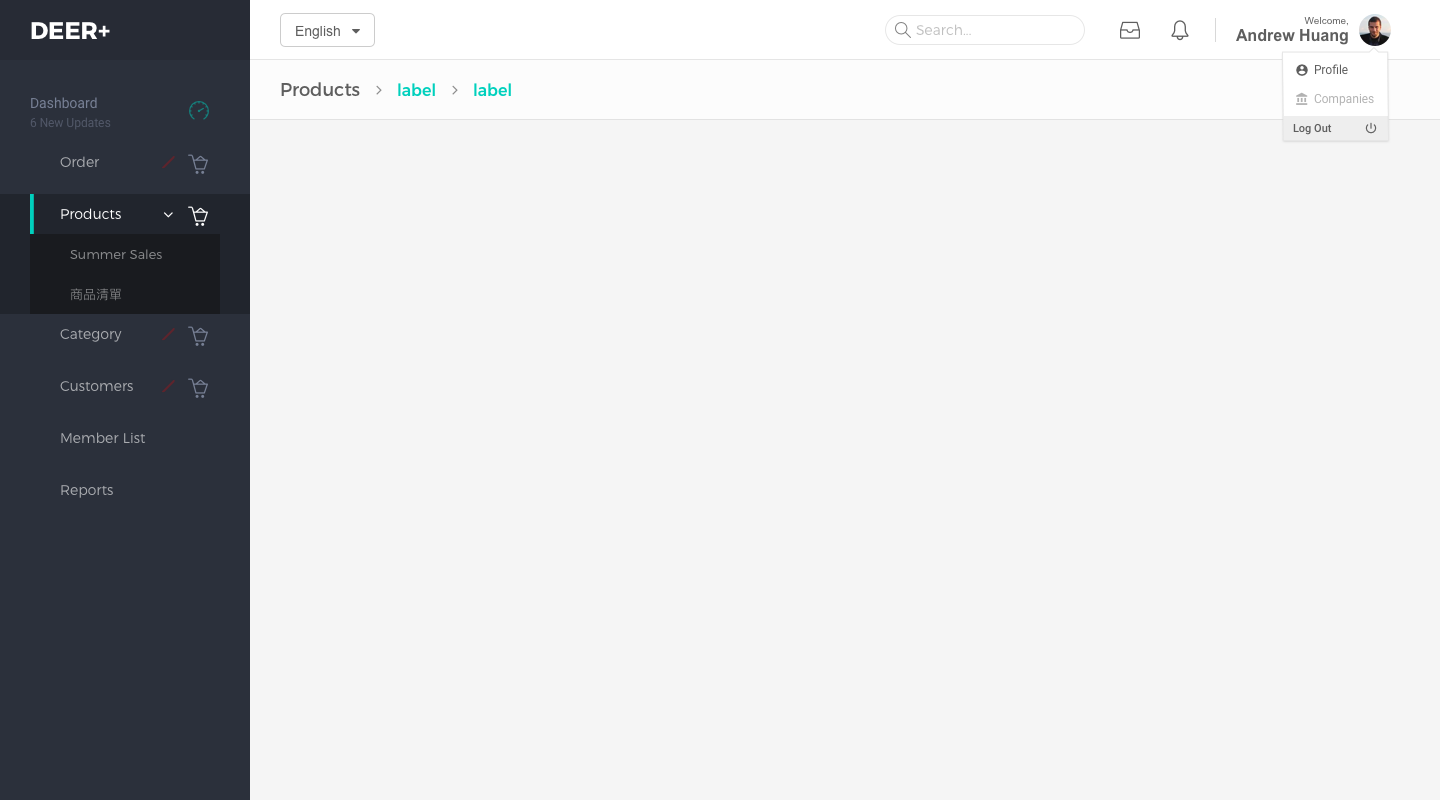 DEER+
English
Search...
Welcome,
Andrew Huang
Profile
Companies
Log Out
Products
label
label
Dashboard
6 New Updates
Order
Products
Summer Sales
商品清單
Category
Customers
Member List
Reports